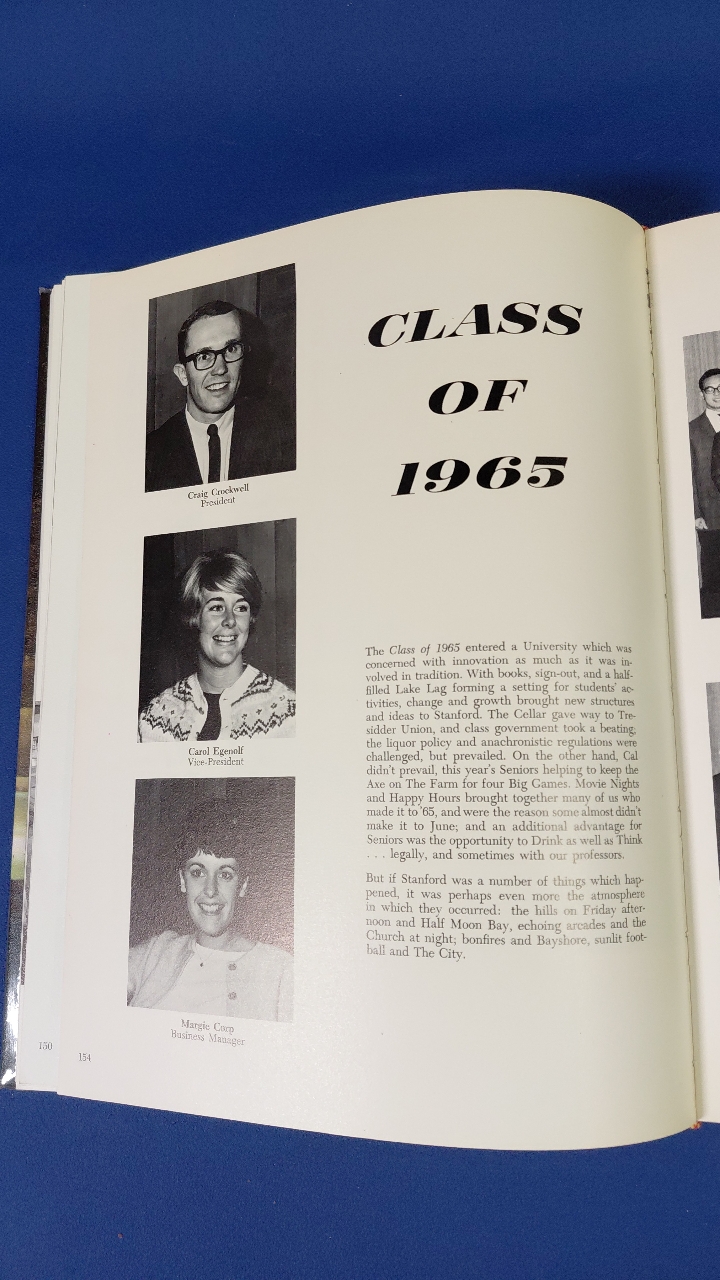 CLASS
OF
1965
Craig Crockwell
President
Carol Egenolf
Vice-President
Margie Corp
Business Manager
The Class of 1965 entered a University which was
concerned with innovation as much as it was in-
volved in tradition. With books, sign-out, and a half-
filled Lake Lag forming a setting for students' ac-
tivities, change and growth brought new structures
and ideas to Stanford. The Cellar gave way to Tre-
sidder Union, and class government took a beating,
the liquor policy and anachronistic regulations were
challenged, but prevailed. On the other hand, Cal
didn't prevail, this year's Seniors helping to keep the
Axe on The Farm for four Big Games. Movie Nights
and Happy Hours brought together many of us who
made it to '65, and were the reason some almost didn't
make it to June; and an additional advantage for
Seniors was the opportunity to Drink as well as Think
. . . legally, and sometimes with our professors.
But if Stanford was a number of things which hap-
pened, it was perhaps even more the atmosphere
in which they occurred: the hills on Friday after-
noon and Half Moon Bay, echoing arcades and the
Church at night; bonfires and Bayshore, sunlit foot-
ball and The City.
150
154